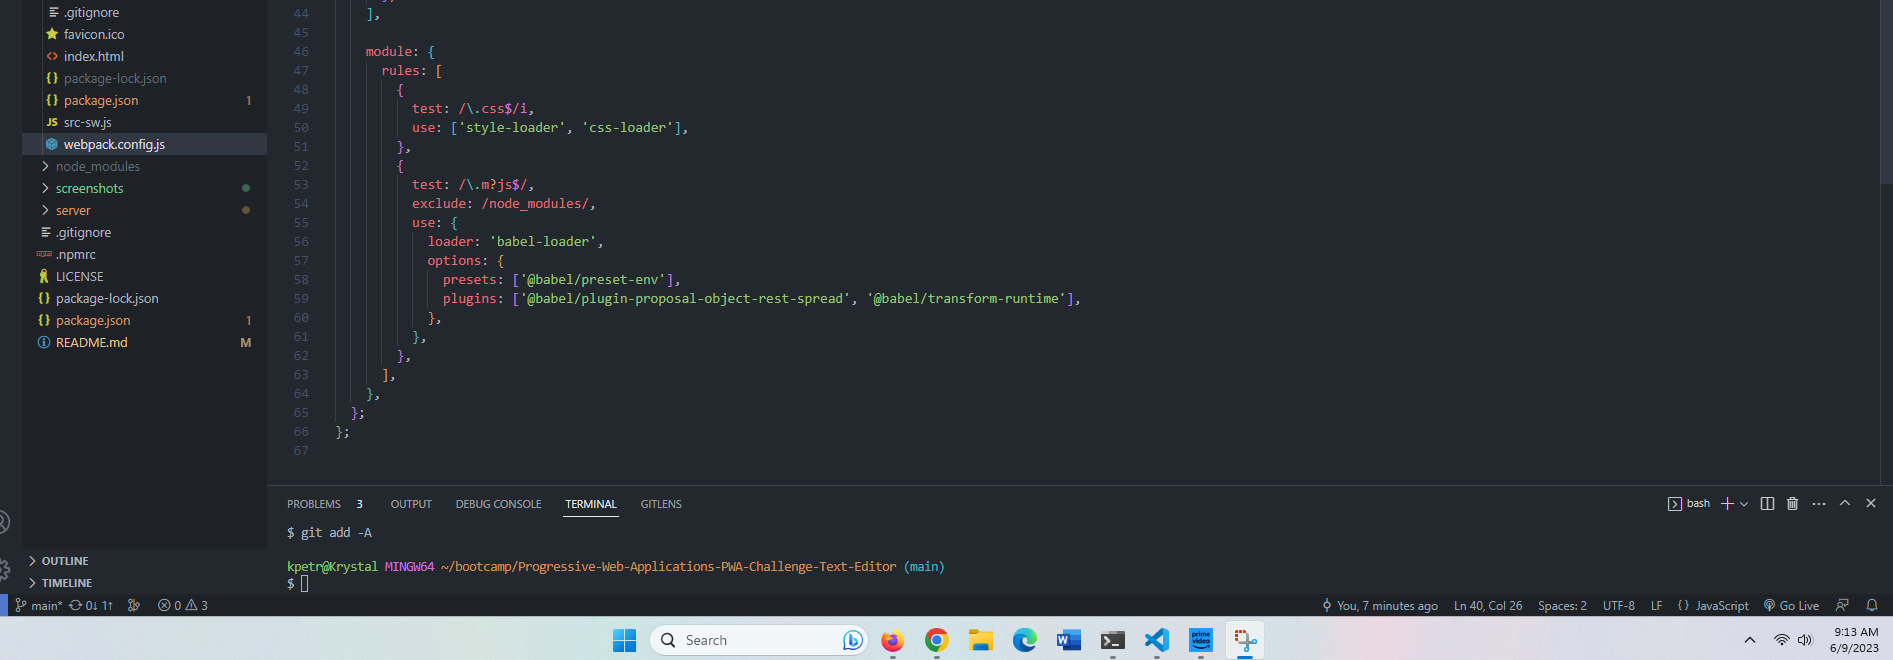 .gitignore
favicon.ico
<> index.html
{} package-lock.json
{} package.json 1
JS src-sw.js
webpack.config.js
> node_modules
> screenshots
> server
.gitignore
npm .npmrc
LICENSE
{} package-lock.json
{} package.json 1
README.md M
> OUTLINE
> TIMELINE
44 ],
45
46 module: {
47 rules: [
48 {
49 test: /\.css$/i,
50 use: ['style-loader', 'css-loader'],
51 },
52 {
53 test: /\.m?js$/,
54 exclude: /node_modules/,
55 use: {
56 loader: 'babel-loader',
57 options: {
58 presets: ['@babel/preset-env'],
59 plugins: ['@babel/plugin-proposal-object-rest-spread', '@babel/transform-runtime'],
60 },
61 },
62 },
63 ],
64 },
65 };
66 };
67
PROBLEMS 3 OUTPUT DEBUG CONSOLE TERMINAL GITLENS bash
$ git add -A
kpetr@Krystal MINGW64 ~/bootcamp/Progressive-Web-Applications-PWA-Challenge-Text-Editor (main)
$
main* 0↓ 1↑ 0 3 You, 7 minutes ago Ln 40, Col 26 Spaces: 2 UTF-8 LF {} JavaScript Go Live
Search
prime video
9:13 AM
6/9/2023